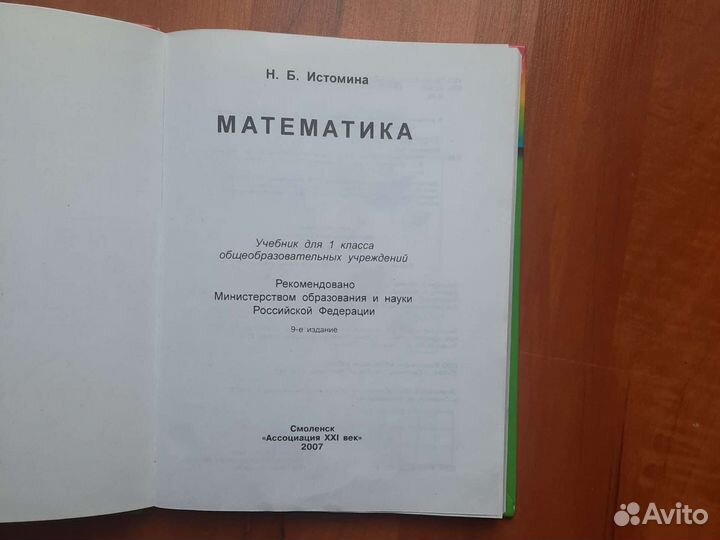 Н. Б. Истомина
МАТЕМАТИКА
Учебник для 1 класса
общеобразовательных учреждений
Рекомендовано
Министерством образования и науки
Российской Федерации
9-е издание
Смоленск
«Ассоциация XXI век»
2007
Avito